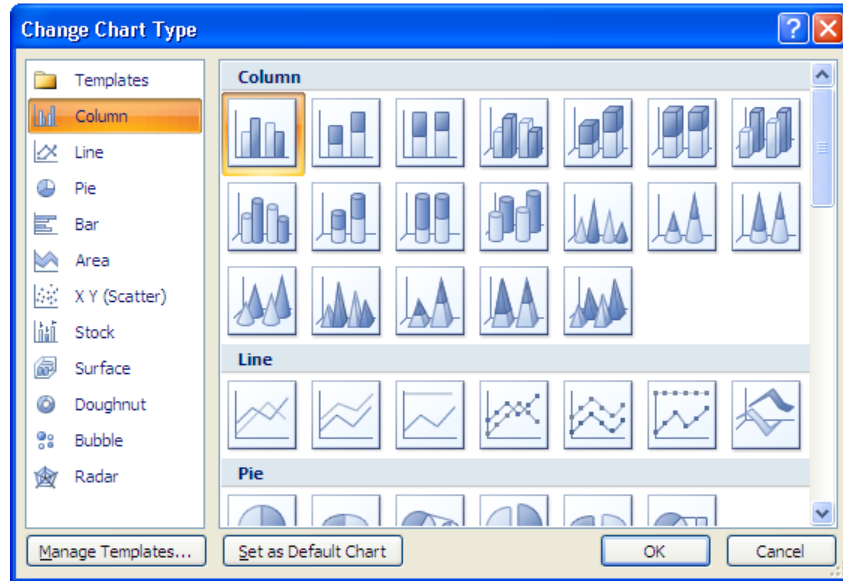 Change Chart Type
Templates
Column
Line
Pie
Bar
Area
X Y (Scatter)
Stock
Surface
Doughnut
Bubble
Radar
Column
Line
Pie
Manage Templates...
Set as Default Chart
OK
Cancel